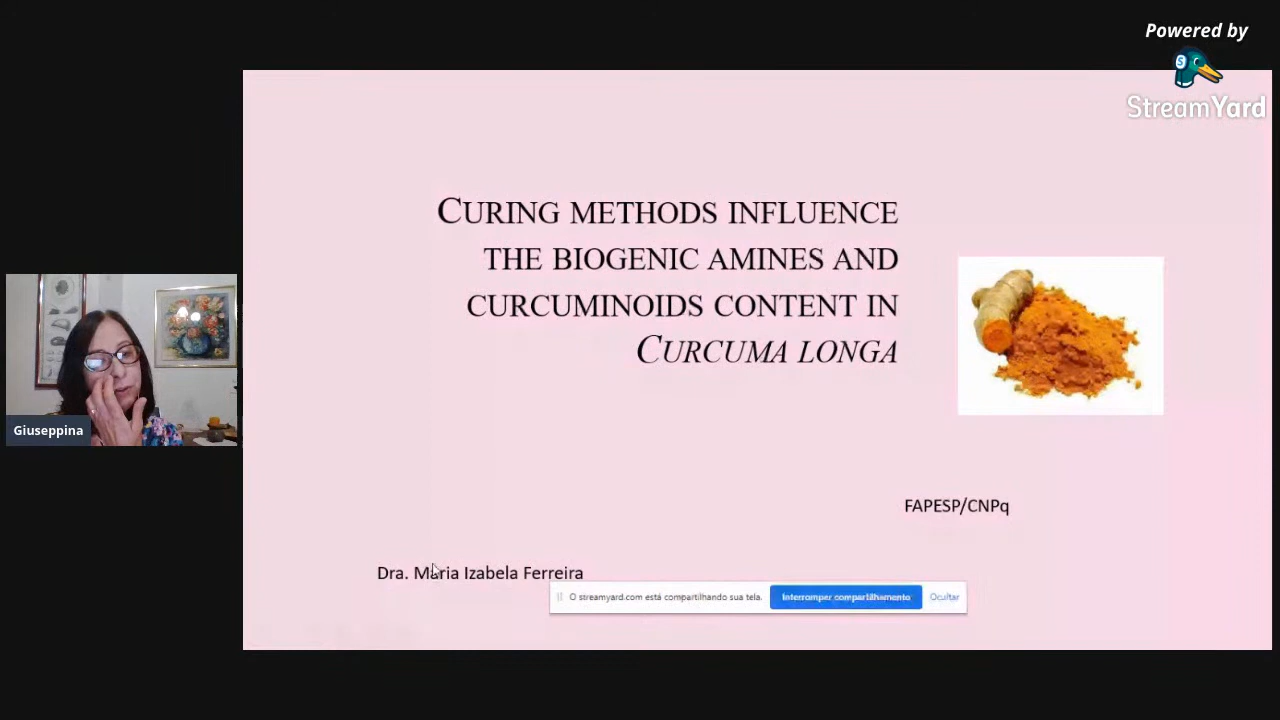 Powered by
StreamYard
CURING METHODS INFLUENCE
THE BIOGENIC AMINES AND
CURCUMINOIDS CONTENT IN
CURCUMA LONGA
Giuseppina
FAPESP/CNPq
Dra. Maria Izabela Ferreira
O streamyard.com está compartilhando sua tela. Interromper compartilhamento Ocultar